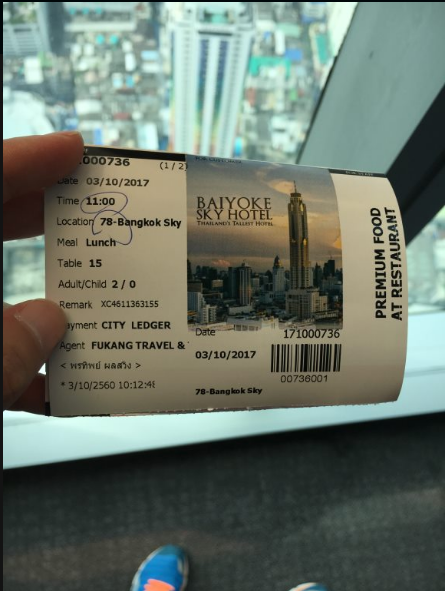 000736 (1/2)
Date 03/10/2017
Time 11:00
Location 78-Bangkok Sky
Meal Lunch
Table 15
Adult/Child 2 / 0
Remark XC4611363155
ayment CITY LEDGER
Agent FUKANG TRAVEL &
< พรทิพย์ ผลสวิง >
* 3/10/2560 10:12:48
BAIYOKE
SKY HOTEL
THAILAND'S TALLEST HOTEL
Date 171000736
03/10/2017
00736001
78-Bangkok Sky
PREMIUM FOOD
AT RESTAURANT